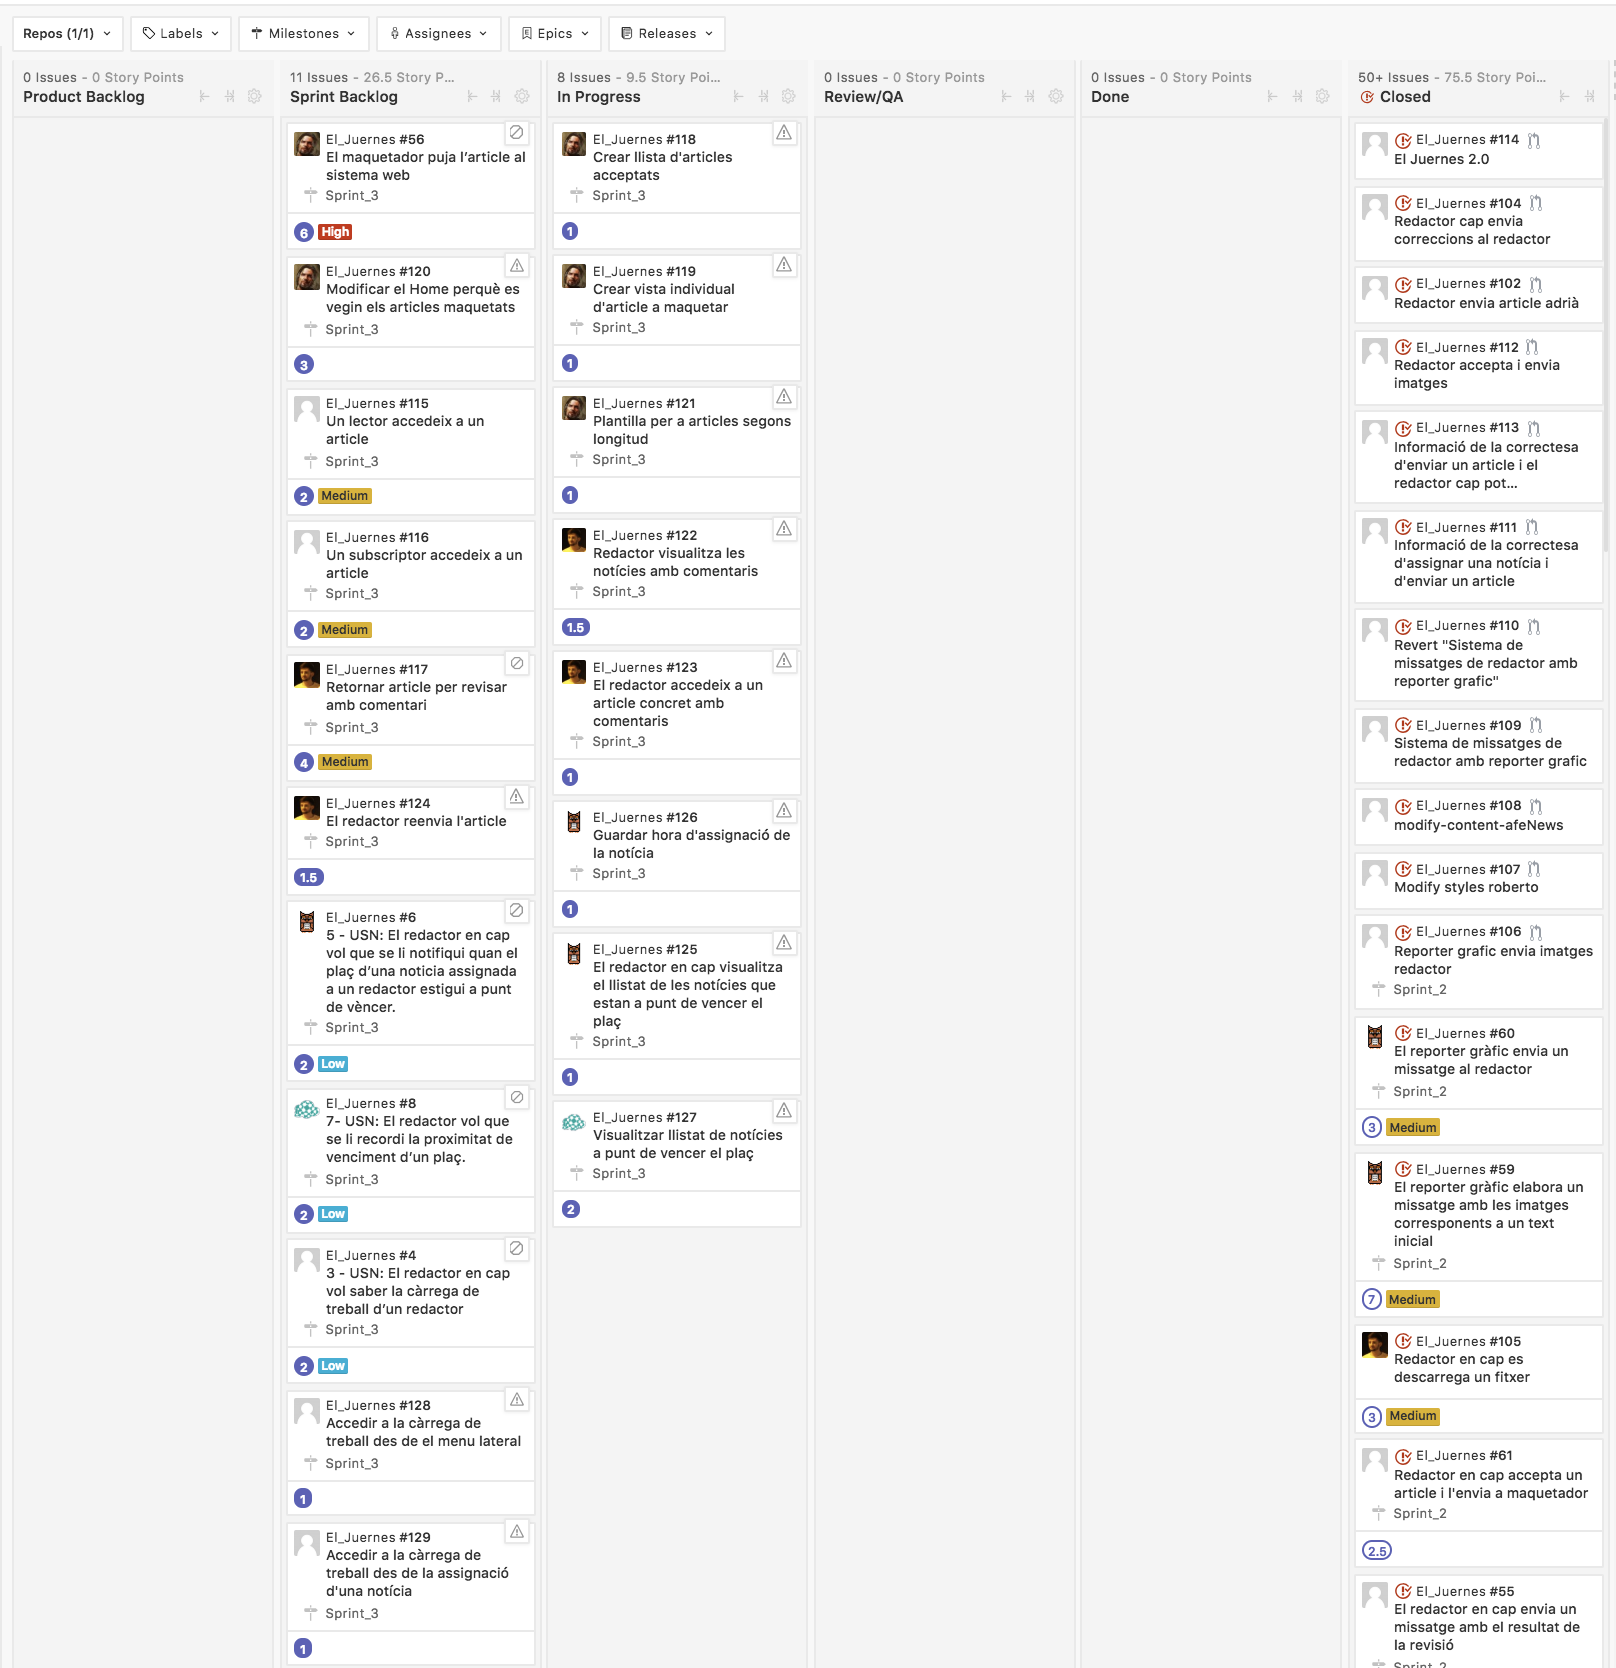 Repos (1/1)
Labels
Milestones
Assignees
Epics
Releases
0 Issues - 0 Story Points
Product Backlog
11 Issues - 26.5 Story P...
Sprint Backlog
El_Juernes #56
El maquetador puja l’article al
sistema web
Sprint_3
6 High
El_Juernes #120
Modificar el Home perquè es
vegin els articles maquetats
Sprint_3
3
El_Juernes #115
Un lector accedeix a un
article
Sprint_3
2 Medium
El_Juernes #116
Un subscriptor accedeix a un
article
Sprint_3
2 Medium
El_Juernes #117
Retornar article per revisar
amb comentari
Sprint_3
4 Medium
El_Juernes #124
El redactor reenvia l'article
Sprint_3
1.5
El_Juernes #6
5 - USN: El redactor en cap
vol que se li notifiqui quan el
plaç d’una noticia assignada
a un redactor estigui a punt
de vèncer.
Sprint_3
2 Low
El_Juernes #8
7- USN: El redactor vol que
se li recordi la proximitat de
venciment d’un plaç.
Sprint_3
2 Low
El_Juernes #4
3 - USN: El redactor en cap
vol saber la càrrega de
treball d’un redactor
Sprint_3
2 Low
El_Juernes #128
Accedir a la càrrega de
treball des de el menu lateral
Sprint_3
1
El_Juernes #129
Accedir a la càrrega de
treball des de la assignació
d'una notícia
Sprint_3
1
8 Issues - 9.5 Story Poi...
In Progress
El_Juernes #118
Crear llista d'articles
acceptats
Sprint_3
1
El_Juernes #119
Crear vista individual
d'article a maquetar
Sprint_3
1
El_Juernes #121
Plantilla per a articles segons
longitud
Sprint_3
1
El_Juernes #122
Redactor visualitza les
notícies amb comentaris
Sprint_3
1.5
El_Juernes #123
El redactor accedeix a un
article concret amb
comentaris
Sprint_3
1
El_Juernes #126
Guardar hora d'assignació de
la notícia
Sprint_3
1
El_Juernes #125
El redactor en cap visualitza
el llistat de les notícies que
estan a punt de vencer el
plaç
Sprint_3
1
El_Juernes #127
Visualitzar llistat de notícies
a punt de vencer el plaç
Sprint_3
2
0 Issues - 0 Story Points
Review/QA
0 Issues - 0 Story Points
Done
50+ Issues - 75.5 Story Poi...
Closed
El_Juernes #114
El Juernes 2.0
El_Juernes #104
Redactor cap envia
correccions al redactor
El_Juernes #102
Redactor envia article adrià
El_Juernes #112
Redactor accepta i envia
imatges
El_Juernes #113
Informació de la correctesa
d'enviar un article i el
redactor cap pot...
El_Juernes #111
Informació de la correctesa
d'assignar una notícia i
d'enviar un article
El_Juernes #110
Revert "Sistema de
missatges de redactor amb
reporter grafic"
El_Juernes #109
Sistema de missatges de
redactor amb reporter grafic
El_Juernes #108
modify-content-afeNews
El_Juernes #107
Modify styles roberto
El_Juernes #106
Reporter grafic envia imatges
redactor
Sprint_2
El_Juernes #60
El reporter gràfic envia un
missatge al redactor
Sprint_2
3 Medium
El_Juernes #59
El reporter gràfic elabora un
missatge amb les imatges
corresponents a un text
inicial
Sprint_2
7 Medium
El_Juernes #105
Redactor en cap es
descarrega un fitxer
3 Medium
El_Juernes #61
Redactor en cap accepta un
article i l'envia a maquetador
Sprint_2
2.5
El_Juernes #55
El redactor en cap envia un
missatge amb el resultat de
la revisió
Sprint_2